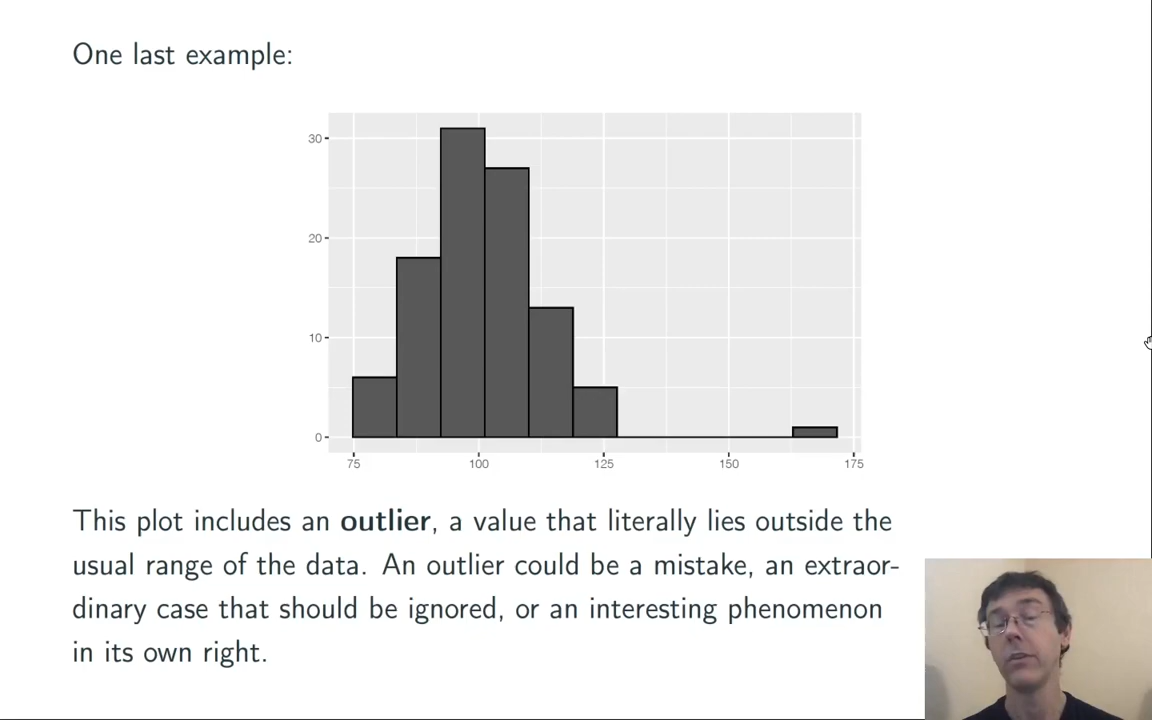 One last example:
30
20
10
0
75 100 125 150 175
This plot includes an outlier, a value that literally lies outside the
usual range of the data. An outlier could be a mistake, an extraor-
dinary case that should be ignored, or an interesting phenomenon
in its own right.